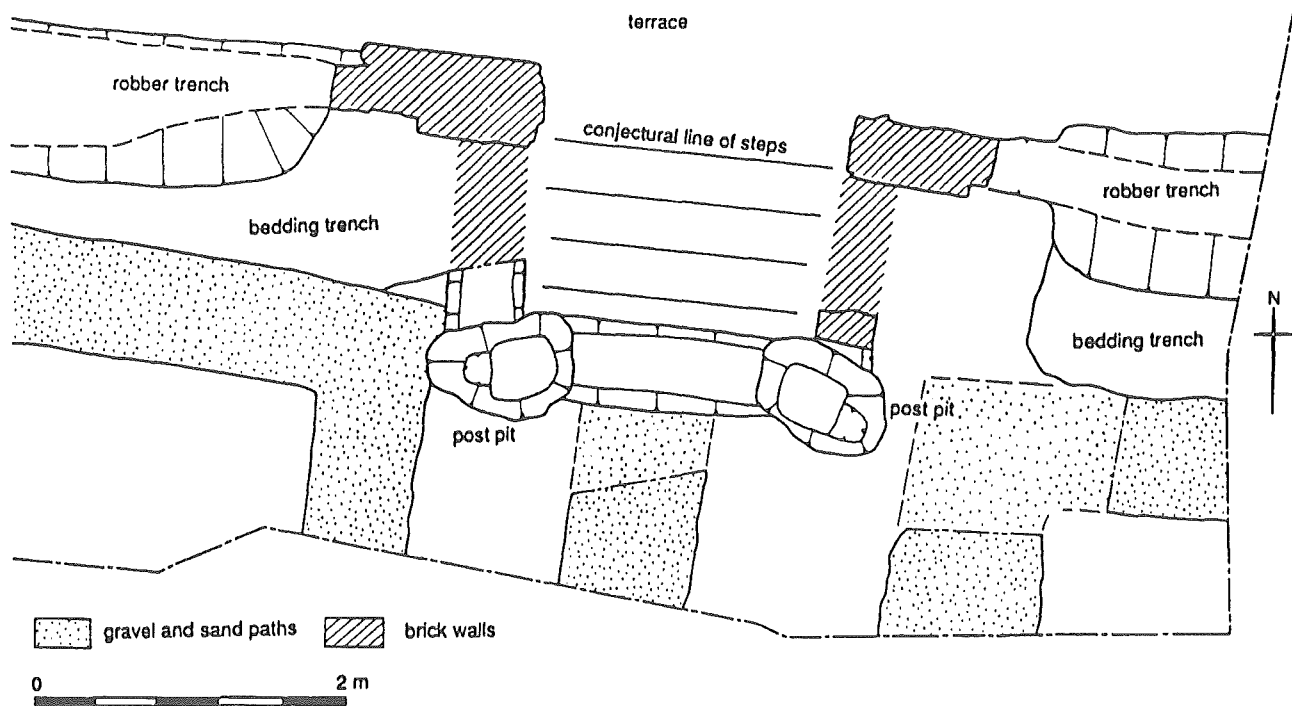 terrace
robber trench
conjectural line of steps
robber trench
bedding trench
N
bedding trench
post pit
post pit
gravel and sand paths
brick walls
0 2 m